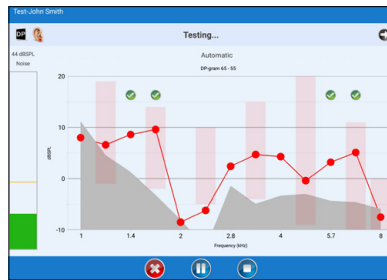 Test-John Smith
DP
Testing...
44 dBSPL
Noise
Automatic
DP-gram 65 - 55
20
10
0
-10
dBSPL
1
1.4
2
2.8
4
5.7
8
Frequency (kHz)